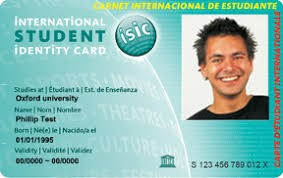 CARNET INTERNACIONAL DE ESTUDIANTE
INTERNATIONAL
STUDENT
IDENTITY CARD
isic
Studies at / Étudiant à / Est. de Enseñanza
Oxford university
Name / Nom / Nombre
Phillip Test
Born / Né(e) le / Nacido/a el
01/01/1995
Validity / Validité / Validez
00/0000 ~ 00/0000
S 123 456 789 012 X
CARTE D'ÉTUDIANT INTERNATIONALE